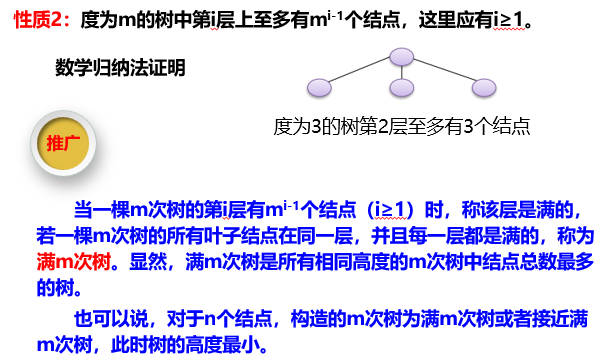 性质2：度为m的树中第i层上至多有mⁱ⁻¹个结点，这里应有i≥1。
数学归纳法证明
度为3的树第2层至多有3个结点
推广
当一棵m次树的第i层有mⁱ⁻¹个结点（i≥1）时，称该层是满的，
若一棵m次树的所有叶子结点在同一层，并且每一层都是满的，称为
满m次树。显然，满m次树是所有相同高度的m次树中结点总数最多
的树。
也可以说，对于n个结点，构造的m次树为满m次树或者接近满
m次树，此时树的高度最小。